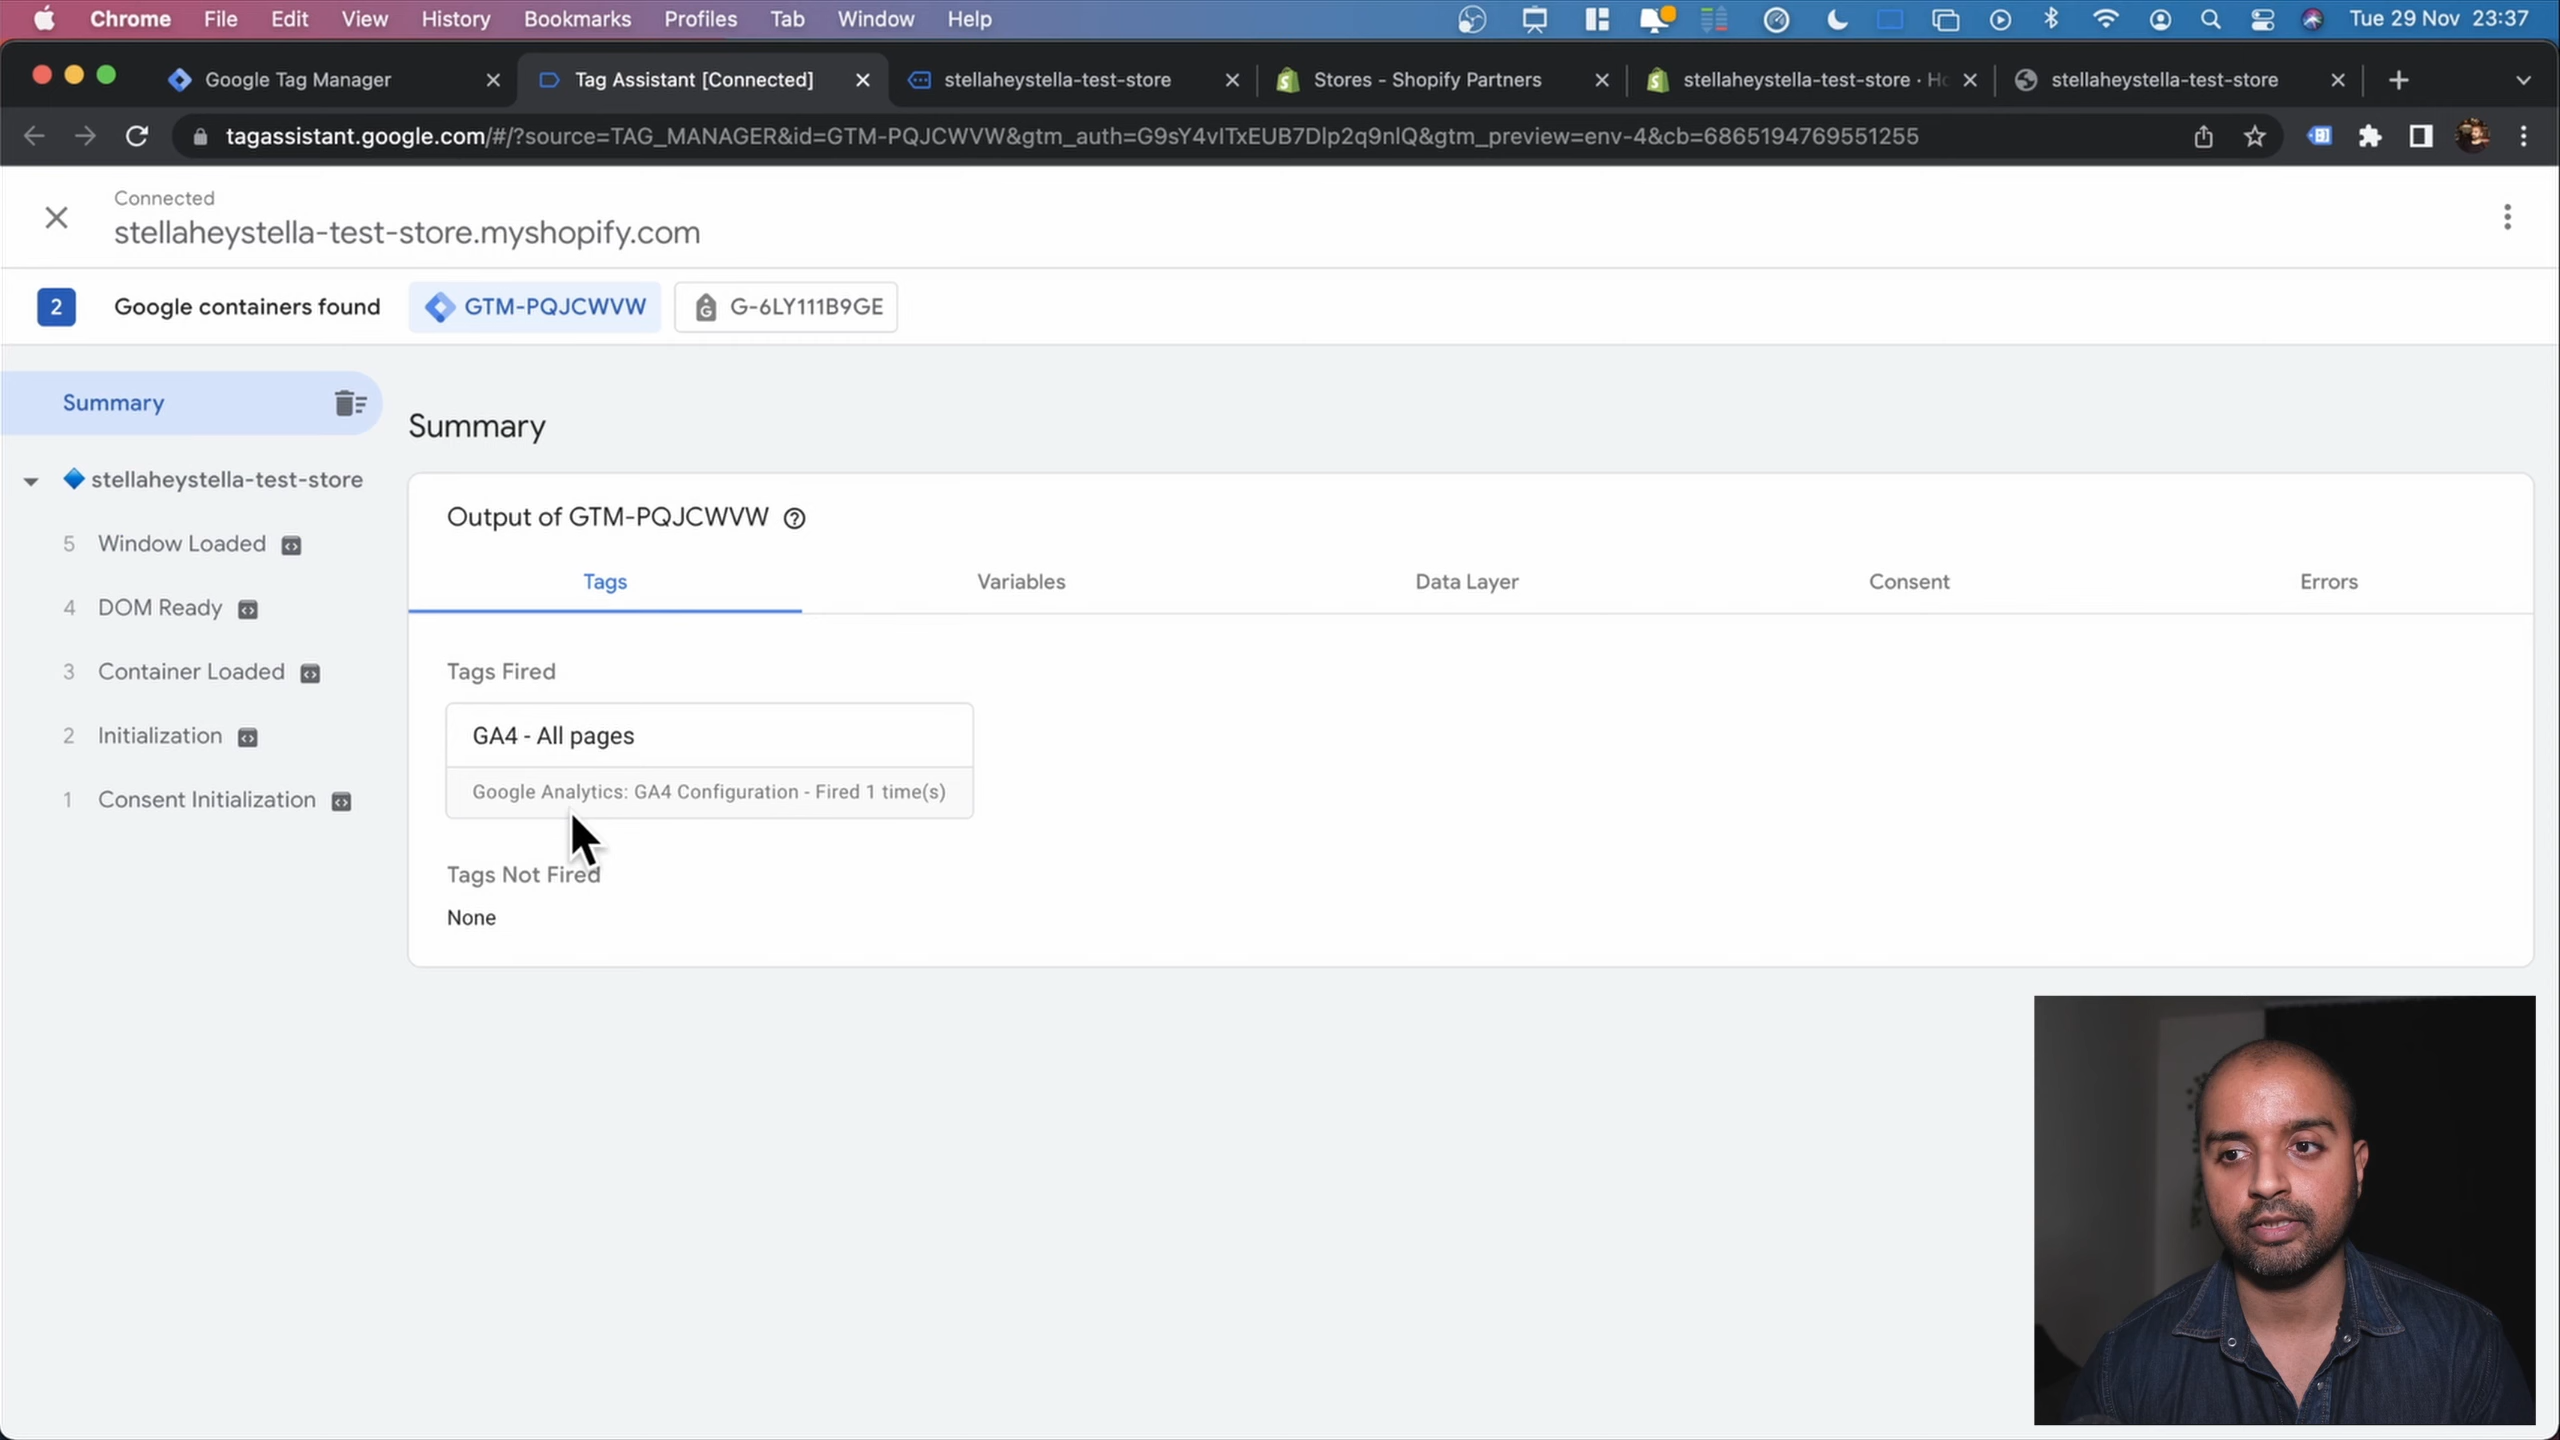 Chrome File Edit View History Bookmarks Profiles Tab Window Help Tue 29 Nov 23:37
Google Tag Manager Tag Assistant [Connected] stellaheystella-test-store Stores - Shopify Partners stellaheystella-test-store · Ho stellaheystella-test-store
tagassistant.google.com/#/?source=TAG_MANAGER&id=GTM-PQJCWVW&gtm_auth=G9sY4vITxEUB7Dlp2q9nlQ&gtm_preview=env-4&cb=6865194769551255
Connected
stellaheystella-test-store.myshopify.com
2 Google containers found GTM-PQJCWVW G-6LY111B9GE
Summary
stellaheystella-test-store
5 Window Loaded
4 DOM Ready
3 Container Loaded
2 Initialization
1 Consent Initialization
Summary
Output of GTM-PQJCWVW
Tags Variables Data Layer Consent Errors
Tags Fired
GA4 - All pages
Google Analytics: GA4 Configuration - Fired 1 time(s)
Tags Not Fired
None